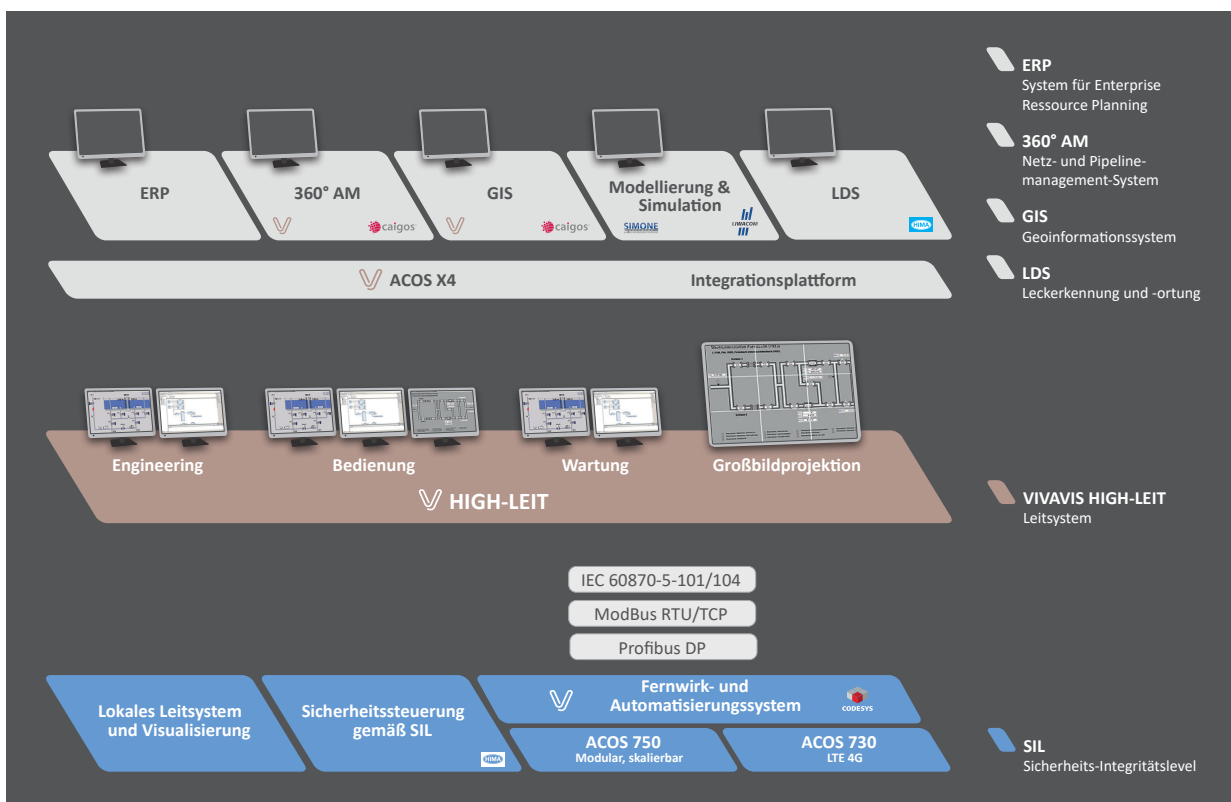 ERP
360° AM
caigos
GIS
caigos
Modellierung &
Simulation
SIMONE
LIWACOM
LDS
HIMA
ACOS X4
Integrationsplattform
Engineering
Bedienung
Wartung
Großbildprojektion
HIGH-LEIT
IEC 60870-5-101/104
ModBus RTU/TCP
Profibus DP
Lokales Leitsystem
und Visualisierung
Sicherheitssteuerung
gemäß SIL
HIMA
Fernwirk- und
Automatisierungssystem
CODESYS
ACOS 750
Modular, skalierbar
ACOS 730
LTE 4G
ERP
System für Enterprise
Ressource Planning
360° AM
Netz- und Pipeline-
management-System
GIS
Geoinformationssystem
LDS
Leckerkennung und -ortung
VIVAVIS HIGH-LEIT
Leitsystem
SIL
Sicherheits-Integritätslevel